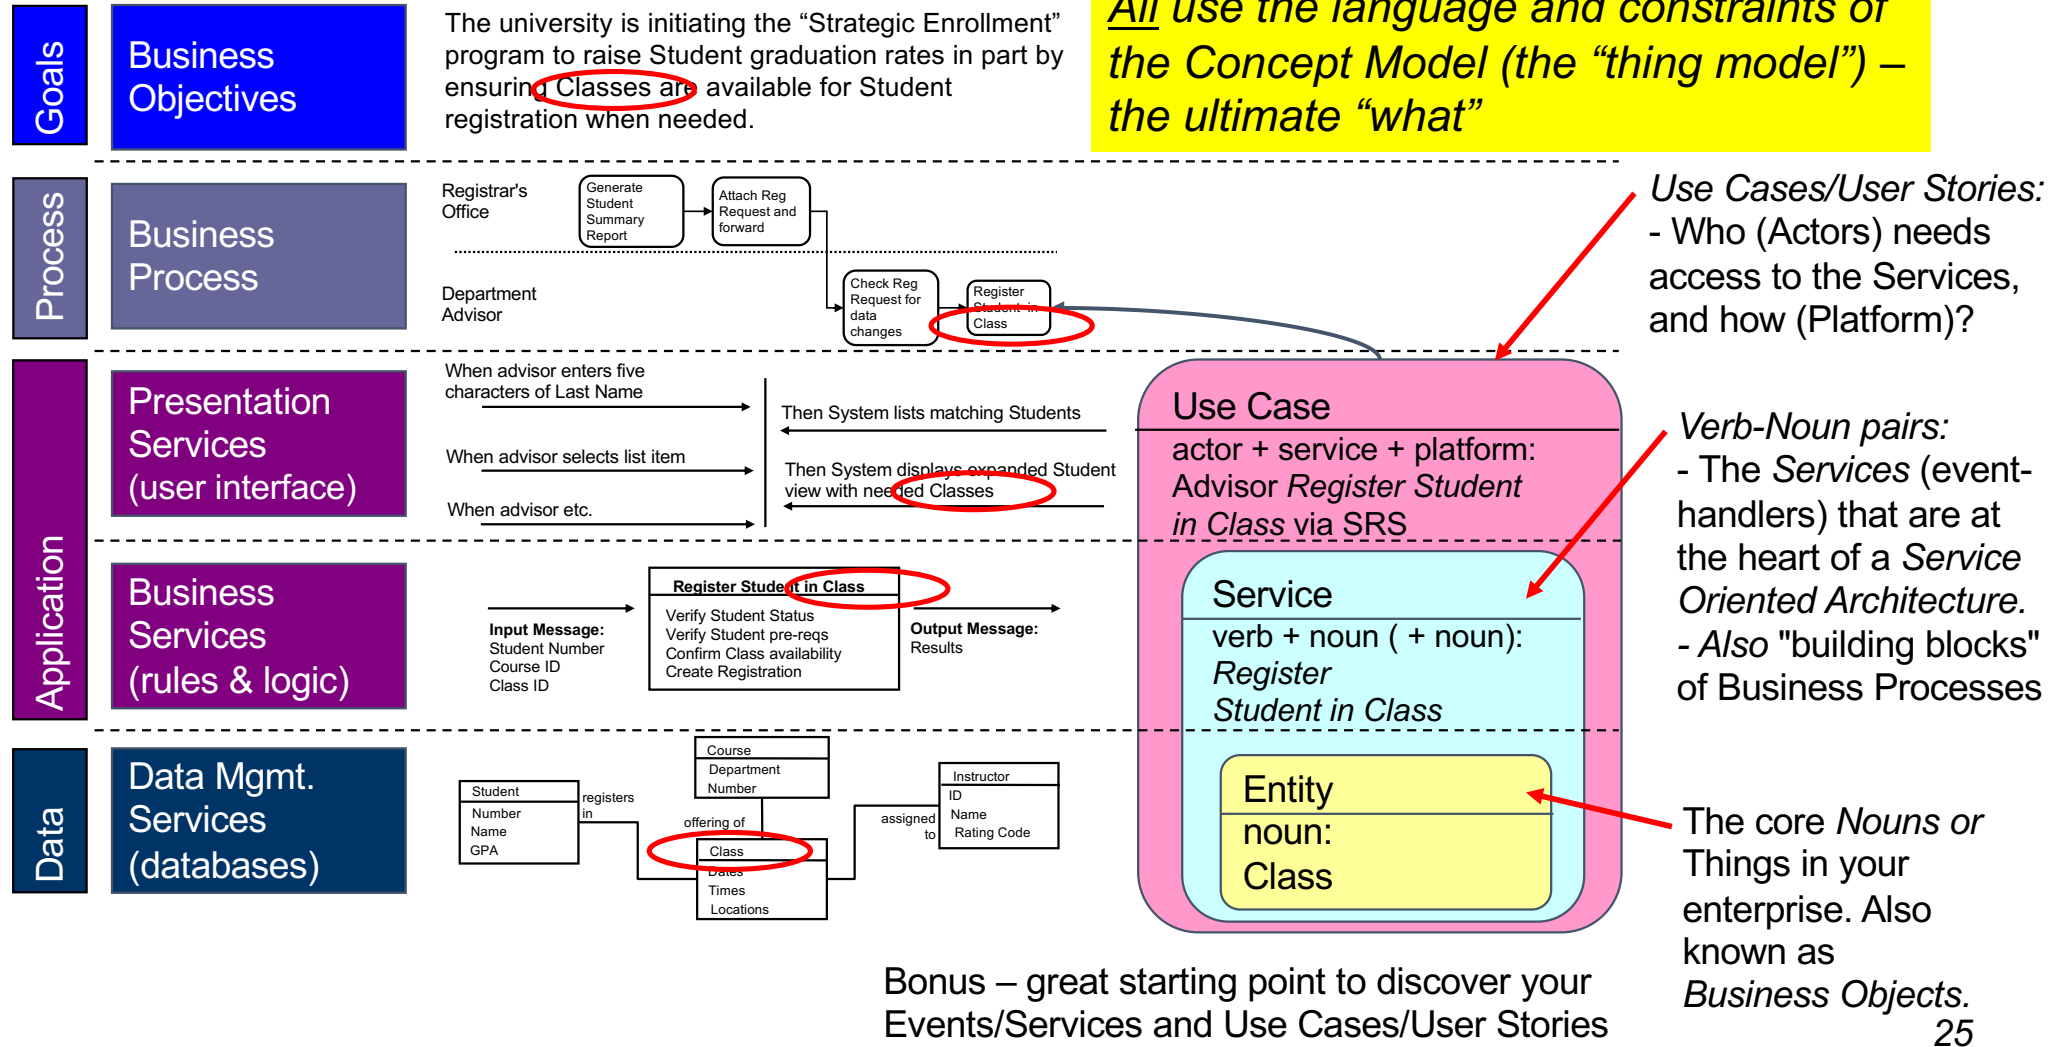 Goals
Business
Objectives
The university is initiating the “Strategic Enrollment”
program to raise Student graduation rates in part by
ensuring Classes are available for Student
registration when needed.
All use the language and constraints of
the Concept Model (the “thing model”) –
the ultimate “what”
Process
Business
Process
Registrar's
Office
Generate
Student
Summary
Report
Attach Reg
Request and
forward
Department
Advisor
Check Reg
Request for
data
changes
Register
Student in
Class
Use Cases/User Stories:
- Who (Actors) needs
access to the Services,
and how (Platform)?
Application
Presentation
Services
(user interface)
When advisor enters five
characters of Last Name
Then System lists matching Students
When advisor selects list item
Then System displays expanded Student
view with needed Classes
When advisor etc.
Use Case
actor + service + platform:
Advisor Register Student
in Class via SRS
Verb-Noun pairs:
- The Services (event-
handlers) that are at
the heart of a Service
Oriented Architecture.
- Also "building blocks"
of Business Processes
Business
Services
(rules & logic)
Input Message:
Student Number
Course ID
Class ID
Register Student in Class
Verify Student Status
Verify Student pre-reqs
Confirm Class availability
Create Registration
Output Message:
Results
Service
verb + noun ( + noun):
Register
Student in Class
Data
Data Mgmt.
Services
(databases)
Student
Number
Name
GPA
registers
in
Course
Department
Number
offering of
Class
Dates
Times
Locations
assigned
to
Instructor
ID
Name
Rating Code
Entity
noun:
Class
The core Nouns or
Things in your
enterprise. Also
known as
Business Objects.
Bonus – great starting point to discover your
Events/Services and Use Cases/User Stories
25